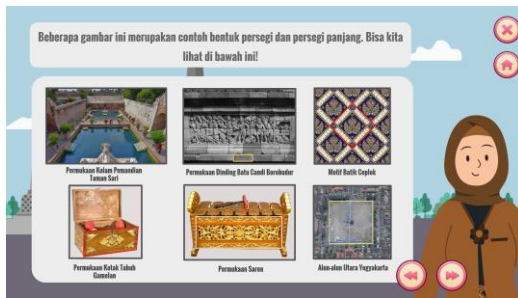 Beberapa gambar ini merupakan contoh bentuk persegi dan persegi panjang. Bisa kita
lihat di bawah ini!
Permukaan Kolam Pemandian
Taman Sari
Permukaan Dinding Batu Candi Borobudur
Motif Batik Ceplok
Permukaan Kotak Tabuh
Gamelan
Permukaan Saron
Alun-alun Utara Yogyakarta